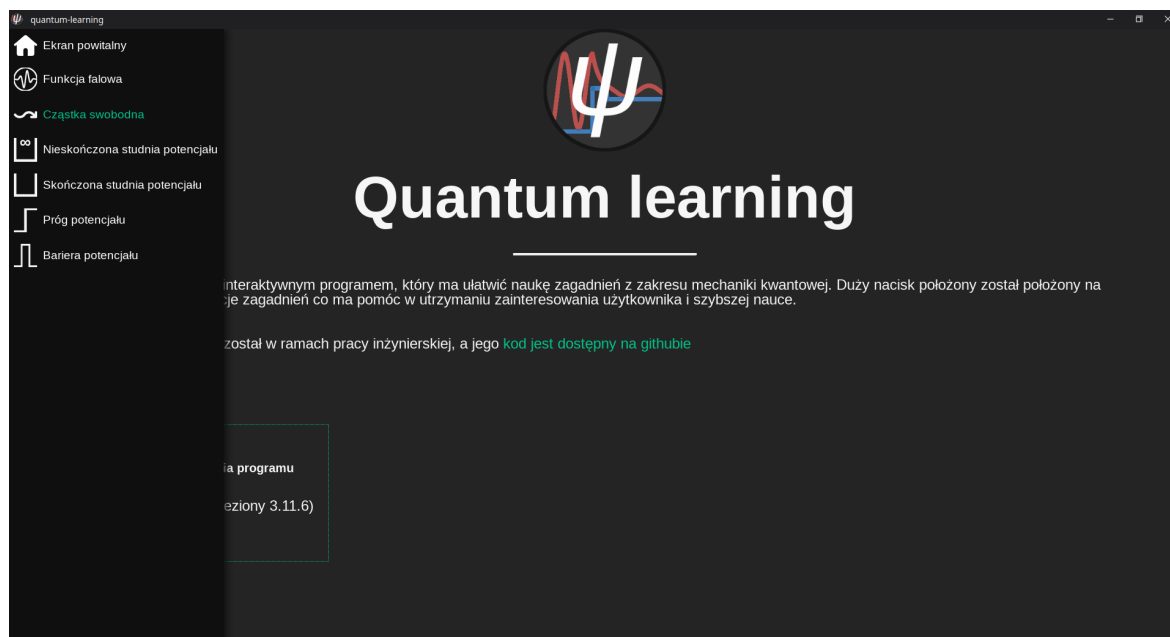 quantum-learning
Ekran powitalny
Funkcja falowa
Cząstka swobodna
∞
Nieskończona studnia potencjału
Skończona studnia potencjału
Próg potencjału
Bariera potencjału
ψ
Quantum learning
interaktywnym programem, który ma ułatwić naukę zagadnień z zakresu mechaniki kwantowej. Duży nacisk położony został położony na
je zagadnień co ma pomóc w utrzymaniu zainteresowania użytkownika i szybszej nauce.
został w ramach pracy inżynierskiej, a jego kod jest dostępny na githubie
ia programu
eziony 3.11.6)